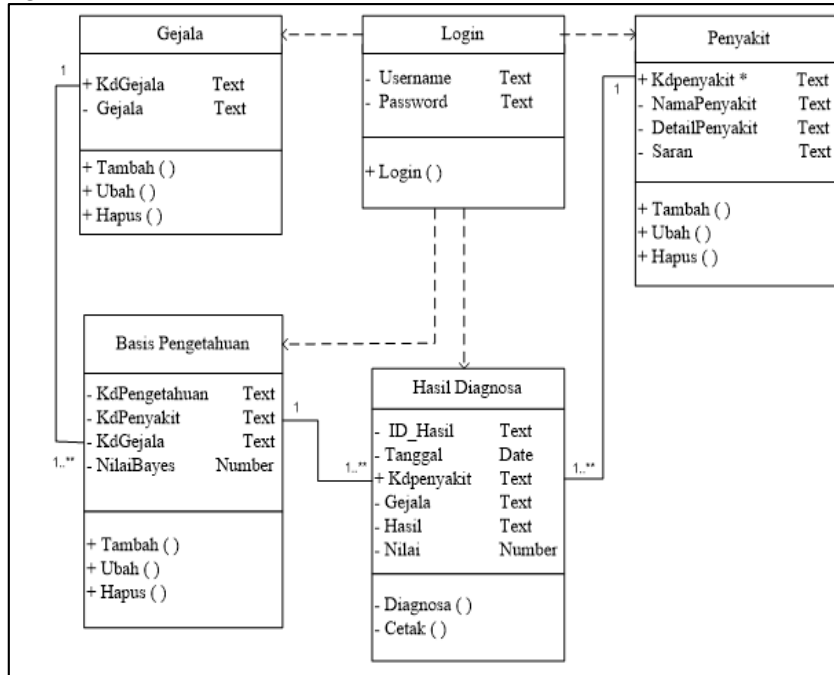 Gejala
+ KdGejala Text
- Gejala Text
+ Tambah ( )
+ Ubah ( )
+ Hapus ( )
Login
- Username Text
- Password Text
+ Login ( )
Penyakit
+ Kdpenyakit * Text
- NamaPenyakit Text
- DetailPenyakit Text
- Saran Text
+ Tambah ( )
+ Ubah ( )
+ Hapus ( )
1
1
Basis Pengetahuan
- KdPengetahuan Text
- KdPenyakit Text
- KdGejala Text
- NilaiBayes Number
+ Tambah ( )
+ Ubah ( )
+ Hapus ( )
1..**
1
Hasil Diagnosa
- ID_Hasil Text
- Tanggal Date
+ Kdpenyakit Text
- Gejala Text
- Hasil Text
- Nilai Number
- Diagnosa ( )
- Cetak ( )
1..**
1..**